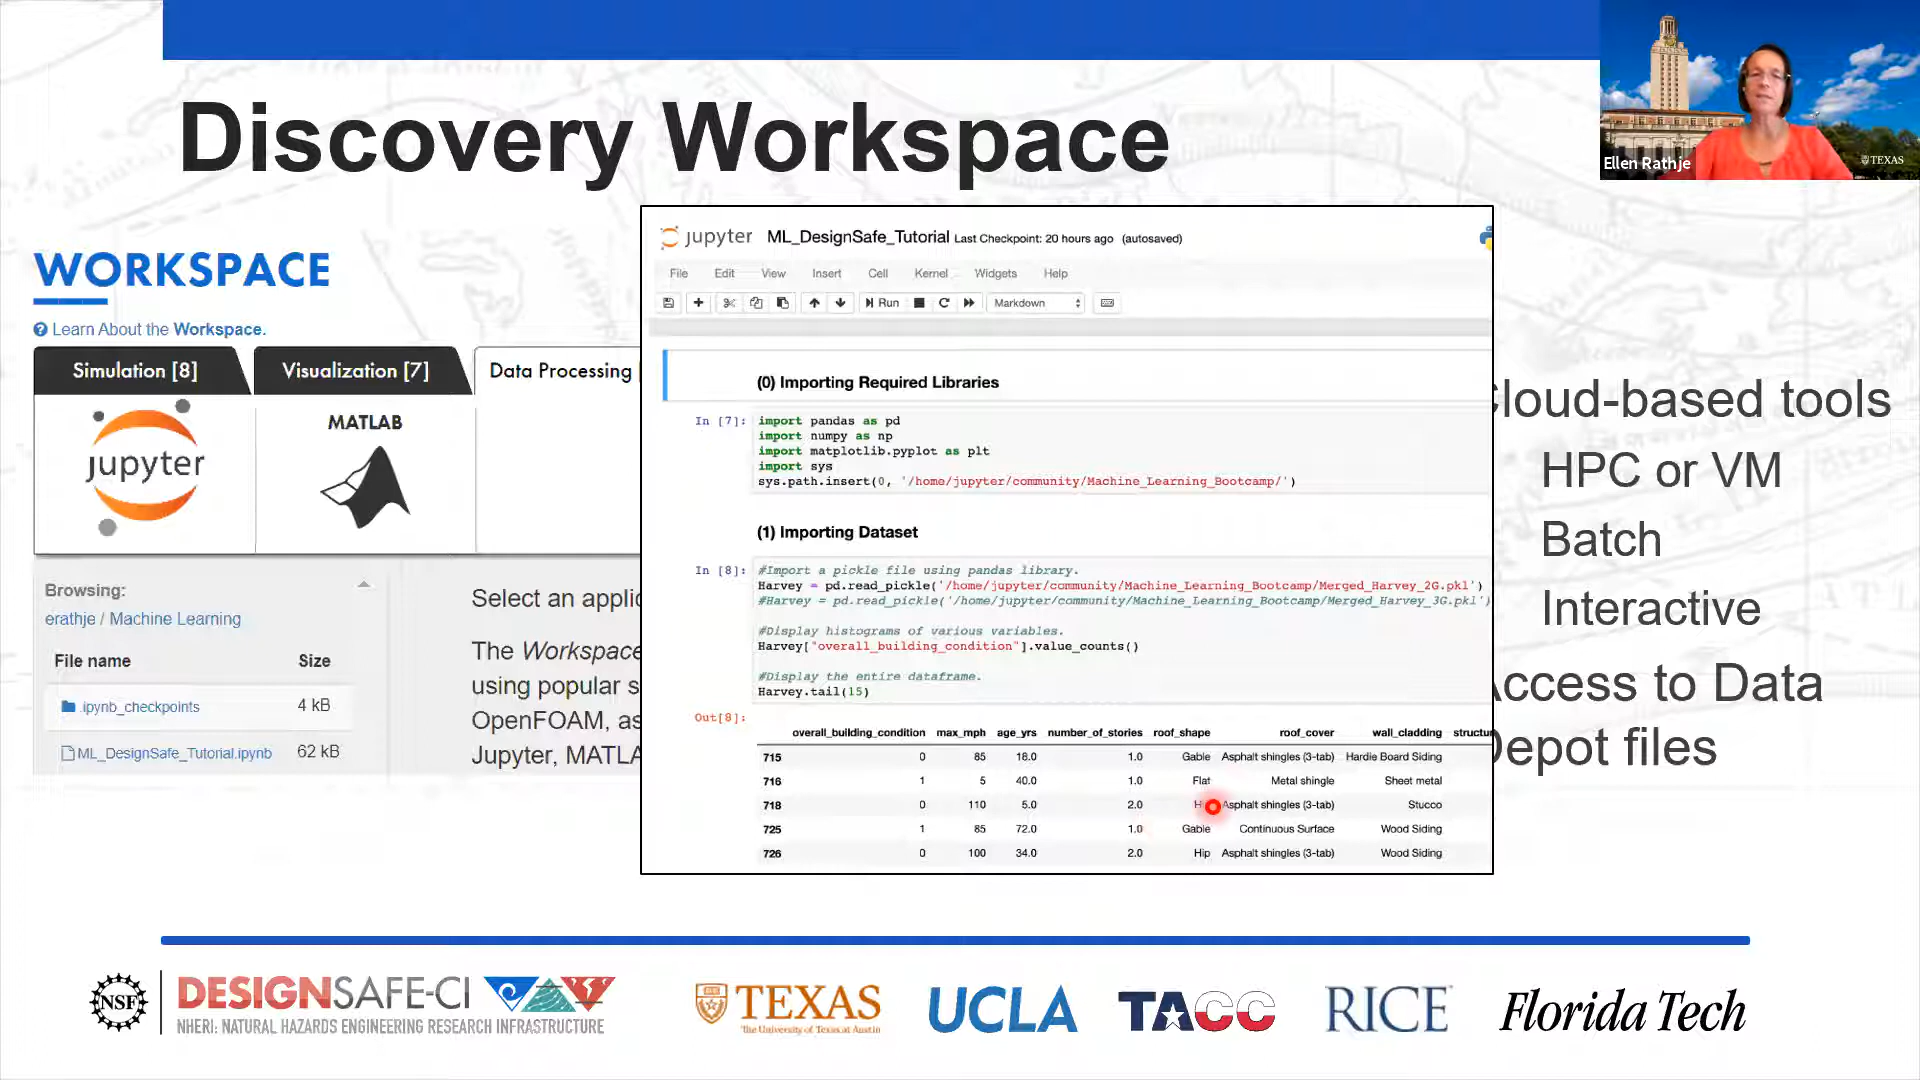 Discovery Workspace
Ellen Rathje
TEXAS
WORKSPACE
Learn About the Workspace.
Simulation [8]
Visualization [7]
Data Processing
jupyter
MATLAB
Browsing:
erathje / Machine Learning
File name Size
.ipynb_checkpoints 4 kB
ML_DesignSafe_Tutorial.ipynb 62 kB
Select an applic
The Workspace
using popular s
OpenFOAM, as
Jupyter, MATLA
jupyter ML_DesignSafe_Tutorial Last Checkpoint: 20 hours ago (autosaved)
File Edit View Insert Cell Kernel Widgets Help
Run Markdown
(0) Importing Required Libraries
In [7]: import pandas as pd
import numpy as np
import matplotlib.pyplot as plt
import sys
sys.path.insert(0, '/home/jupyter/community/Machine_Learning_Bootcamp/')
(1) Importing Dataset
In [8]: #Import a pickle file using pandas library.
Harvey = pd.read_pickle('/home/jupyter/community/Machine_Learning_Bootcamp/Merged_Harvey_2G.pkl')
#Harvey = pd.read_pickle('/home/jupyter/community/Machine_Learning_Bootcamp/Merged_Harvey_3G.pkl')
#Display histograms of various variables.
Harvey["overall_building_condition"].value_counts()
#Display the entire dataframe.
Harvey.tail(15)
Out[8]:
overall_building_condition max_mph age_yrs number_of_stories roof_shape roof_cover wall_cladding structur
715 0 85 18.0 1.0 Gable Asphalt shingles (3-tab) Hardie Board Siding
716 1 5 40.0 1.0 Flat Metal shingle Sheet metal
718 0 110 5.0 2.0 H Asphalt shingles (3-tab) Stucco
725 1 85 72.0 1.0 Gable Continuous Surface Wood Siding
726 0 100 34.0 2.0 Hip Asphalt shingles (3-tab) Wood Siding
Cloud-based tools
HPC or VM
Batch
Interactive
Access to Data
Depot files
NSF
DESIGNSAFE-CI
NHERI: NATURAL HAZARDS ENGINEERING RESEARCH INFRASTRUCTURE
TEXAS
The University of Texas at Austin
UCLA
TACC
RICE
Florida Tech